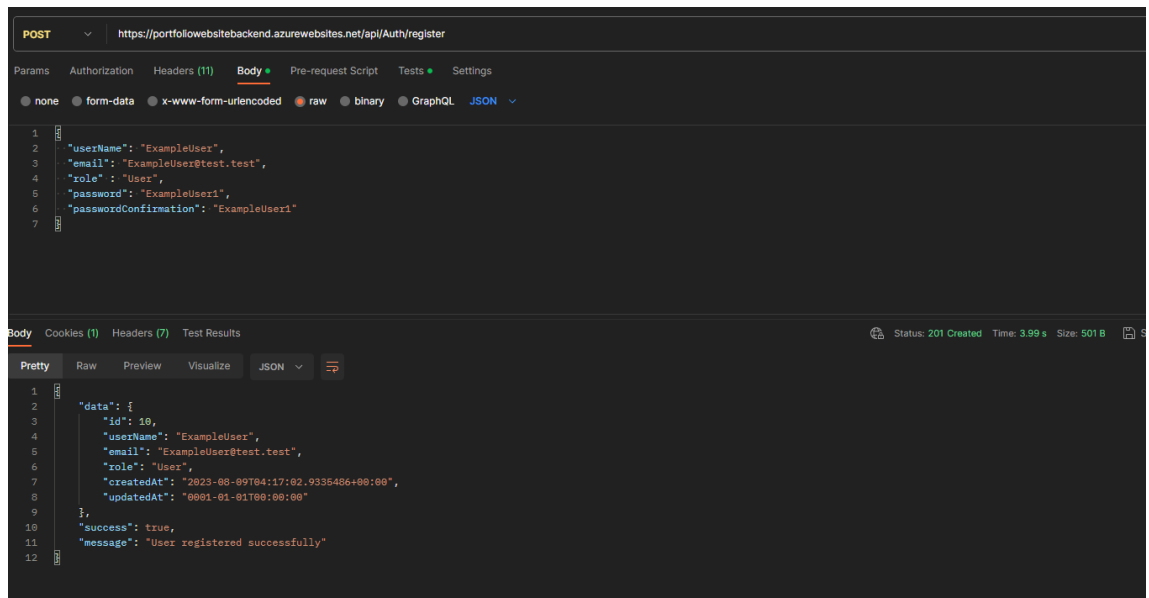 POST https://portfoliowebsitebackend.azurewebsites.net/api/Auth/register
Params Authorization Headers (11) Body Pre-request Script Tests Settings
none form-data x-www-form-urlencoded raw binary GraphQL JSON
1 {
2 "userName": "ExampleUser",
3 "email": "ExampleUser@test.test",
4 "role" : "User",
5 "password": "ExampleUser1",
6 "passwordConfirmation": "ExampleUser1"
7 }
Body Cookies (1) Headers (7) Test Results Status: 201 Created Time: 3.99 s Size: 501 B S
Pretty Raw Preview Visualize JSON
1 {
2 "data": {
3 "id": 10,
4 "userName": "ExampleUser",
5 "email": "ExampleUser@test.test",
6 "role": "User",
7 "createdAt": "2023-08-09T04:17:02.9335486+00:00",
8 "updatedAt": "0001-01-01T00:00:00"
9 },
10 "success": true,
11 "message": "User registered successfully"
12 }